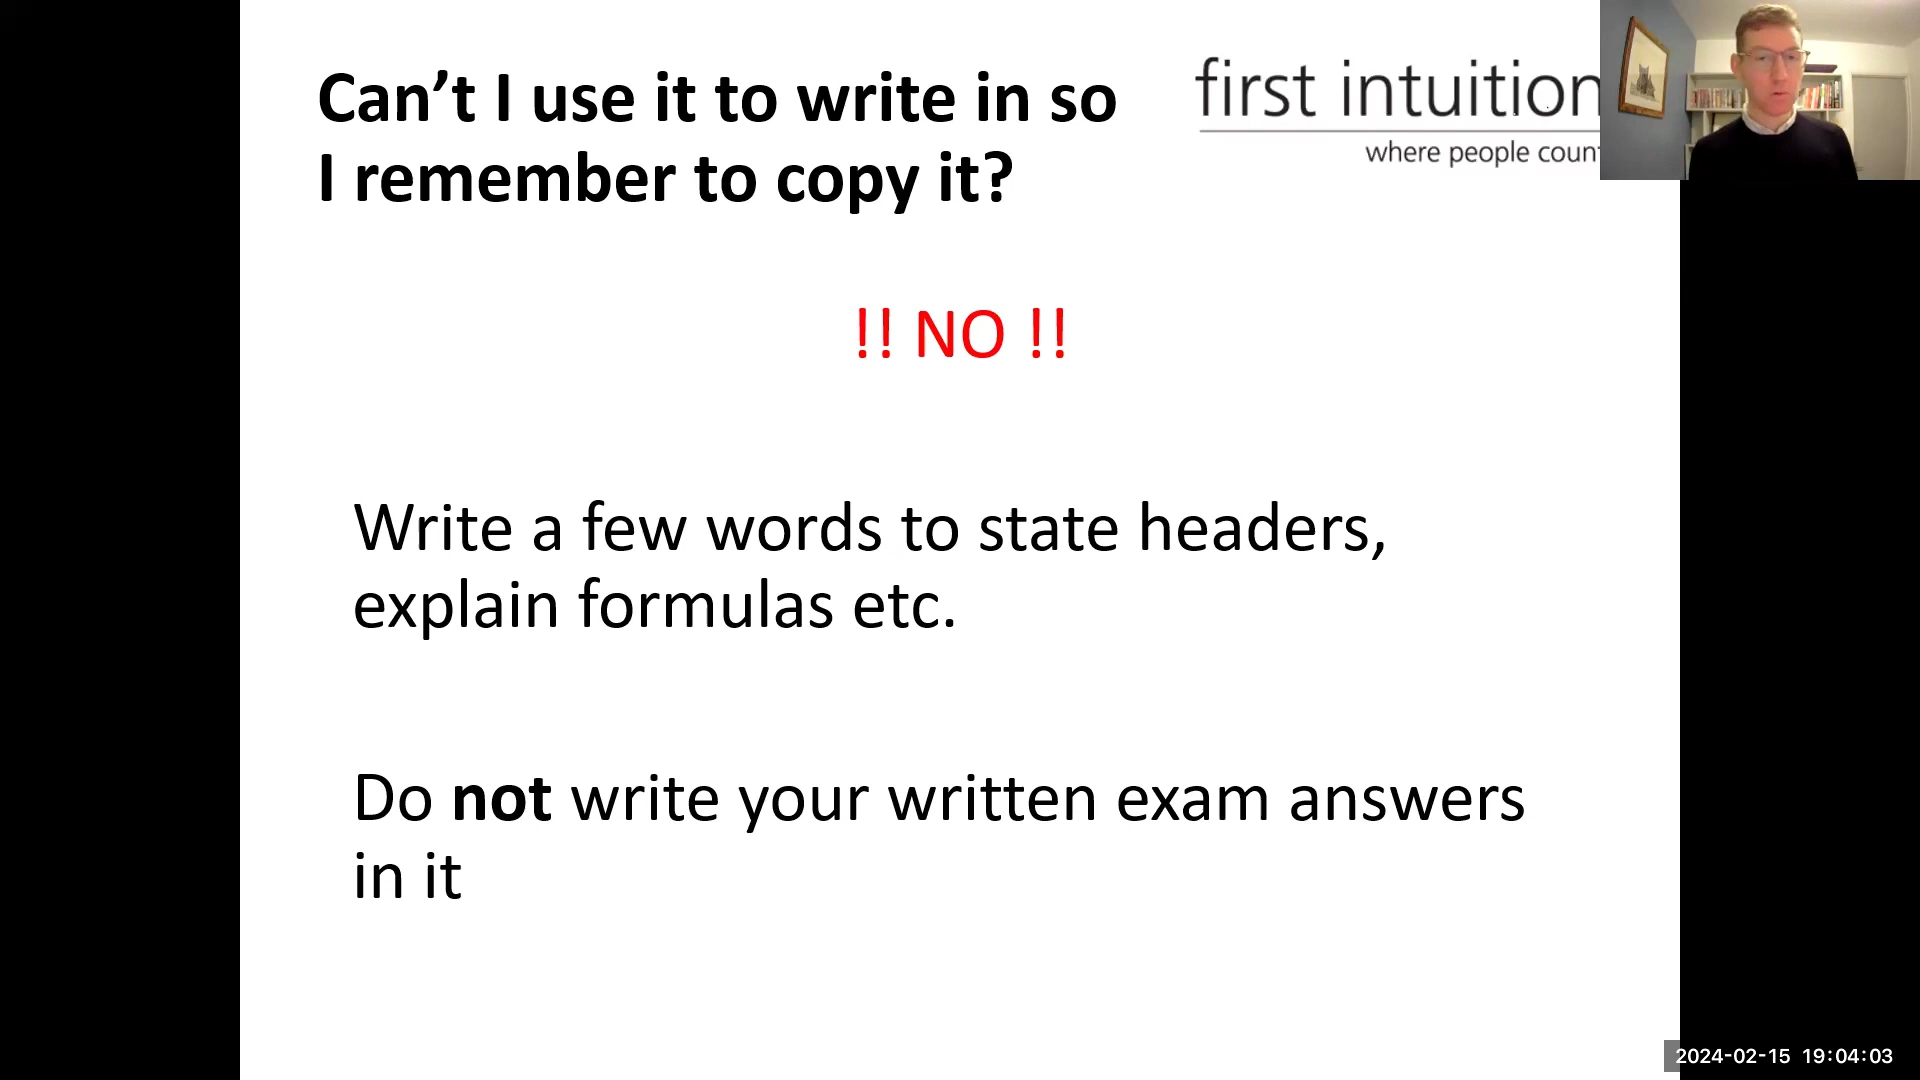 Can’t I use it to write in so
I remember to copy it?
first intuition
where people coun
!! NO !!
Write a few words to state headers,
explain formulas etc.
Do not write your written exam answers
in it
2024-02-15 19:04:03